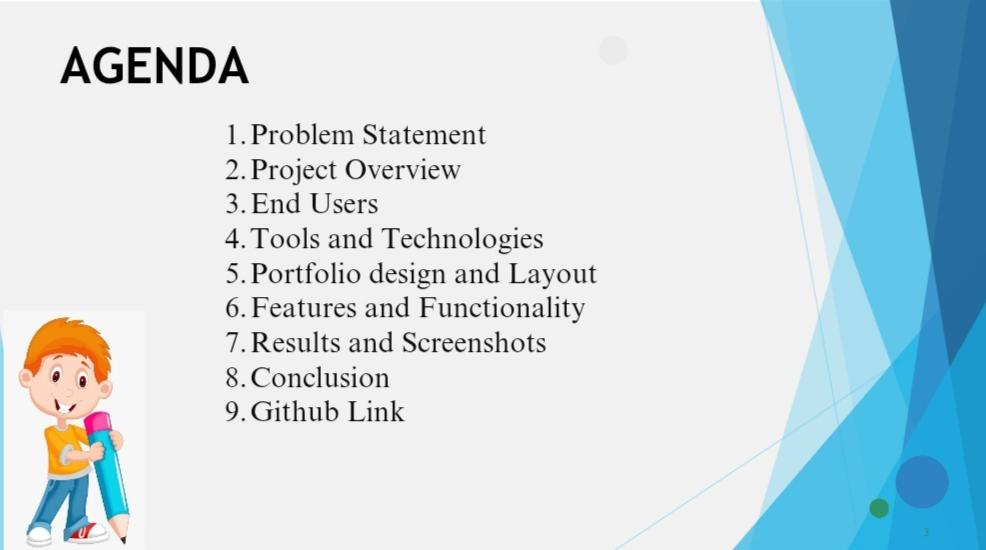 AGENDA
1. Problem Statement
2. Project Overview
3. End Users
4. Tools and Technologies
5. Portfolio design and Layout
6. Features and Functionality
7. Results and Screenshots
8. Conclusion
9. Github Link
3